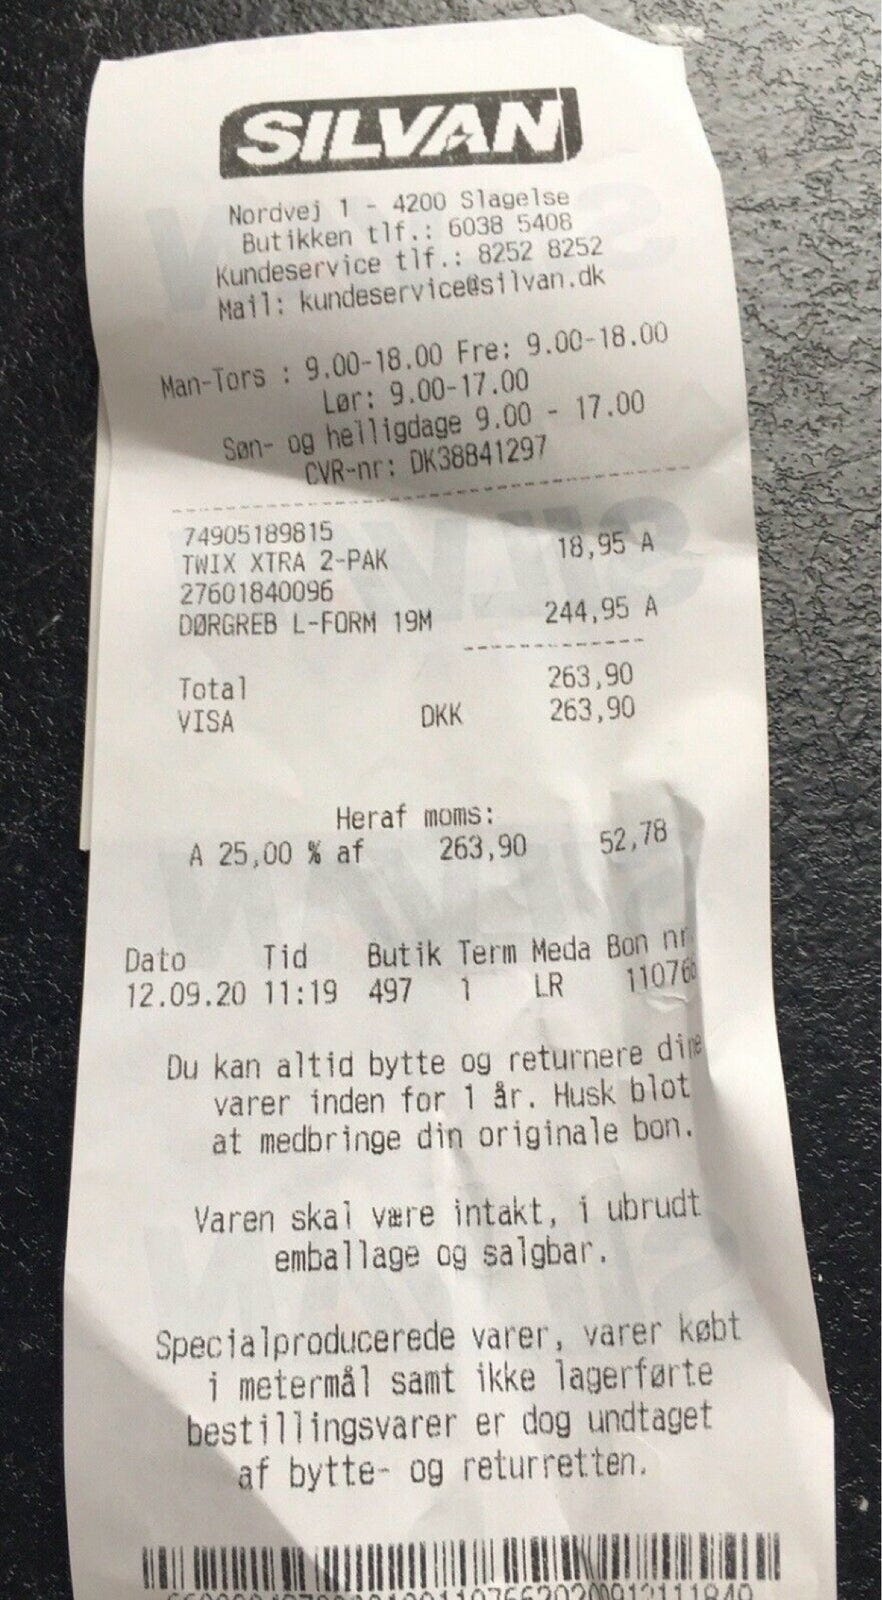 SILVAN
Nordvej 1 - 4200 Slagelse
Butikken tlf.: 6038 5408
Kundeservice tlf.: 8252 8252
Mail: kundeservice@silvan.dk
Man-Tors : 9.00-18.00 Fre: 9.00-18.00
Lør: 9.00-17.00
Søn- og helligdage 9.00 - 17.00
CVR-nr: DK38841297
74905189815
TWIX XTRA 2-PAK 18,95 A
27601840096
DØRGREB L-FORM 19M 244,95 A
Total 263,90
VISA DKK 263,90
Heraf moms:
A 25,00 % af 263,90 52,78
Dato Tid Butik Term Meda Bon nr.
12.09.20 11:19 497 1 LR 110766
Du kan altid bytte og returnere dine
varer inden for 1 år. Husk blot
at medbringe din originale bon.
Varen skal være intakt, i ubrudt
emballage og salgbar.
Specialproducerede varer, varer købt
i metermål samt ikke lagerførte
bestillingsvarer er dog undtaget
af bytte- og returretten.